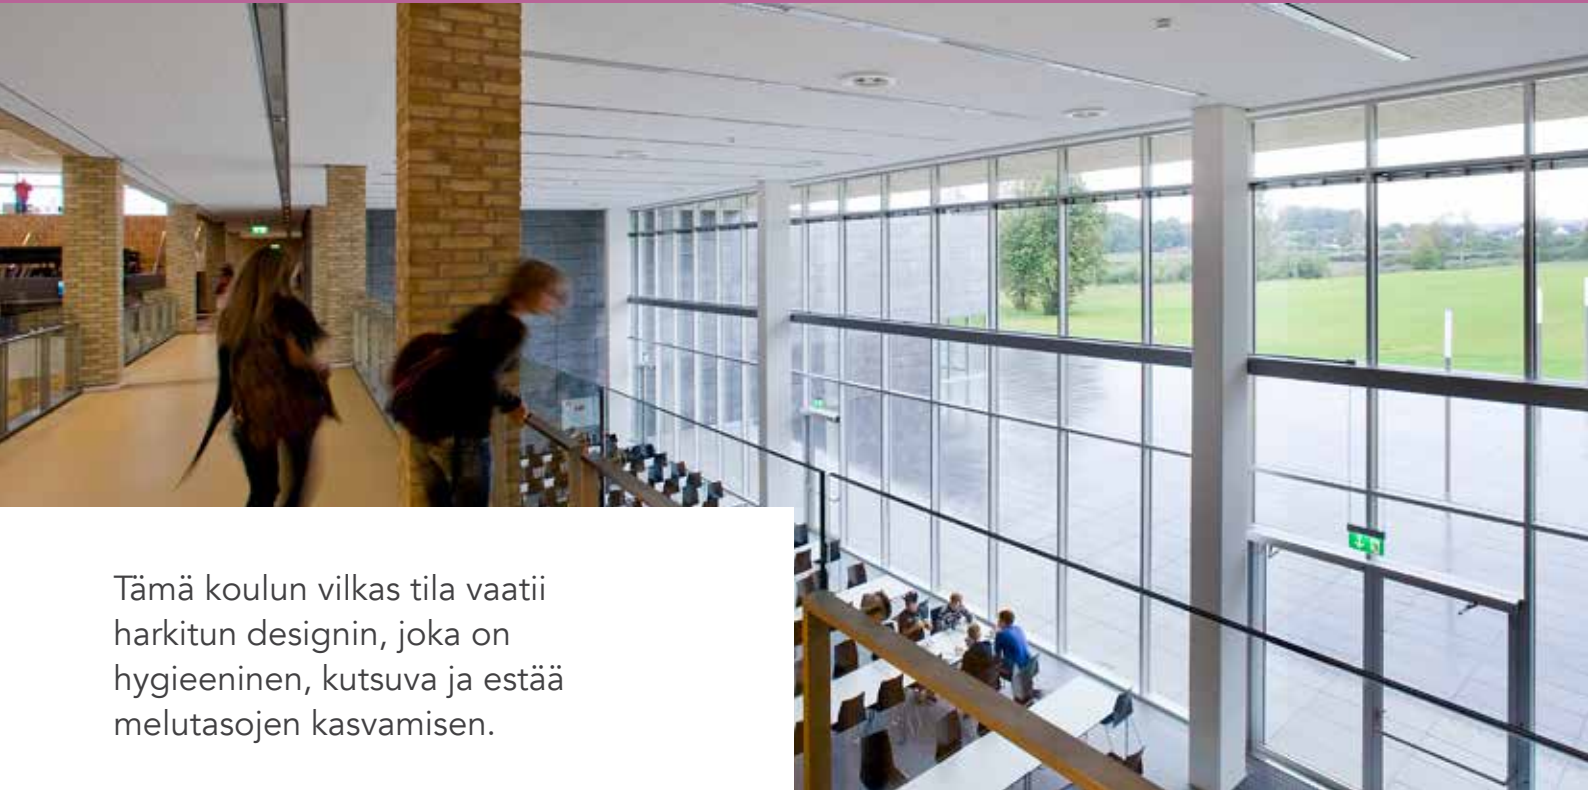 Tämä koulun vilkas tila vaatii
harkitun designin, joka on
hygieeninen, kutsuva ja estää
melutasojen kasvamisen.